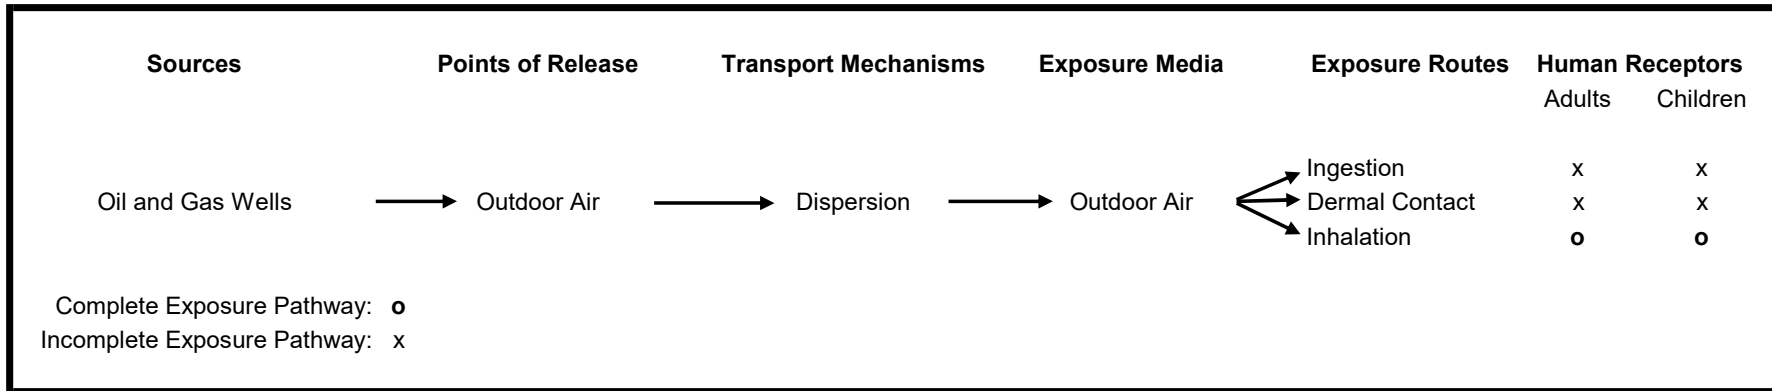 Sources Points of Release Transport Mechanisms Exposure Media Exposure Routes Human Receptors
Adults Children
Ingestion x x
Oil and Gas Wells Outdoor Air Dispersion Outdoor Air Dermal Contact x x
Inhalation o o
Complete Exposure Pathway: o
Incomplete Exposure Pathway: x